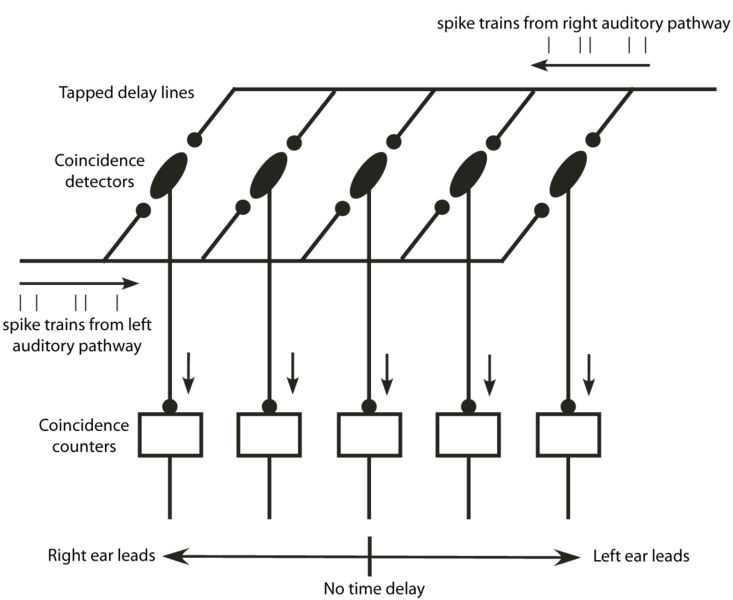 spike trains from right auditory pathway
Tapped delay lines
Coincidence
detectors
spike trains from left
auditory pathway
Coincidence
counters
Right ear leads
Left ear leads
No time delay